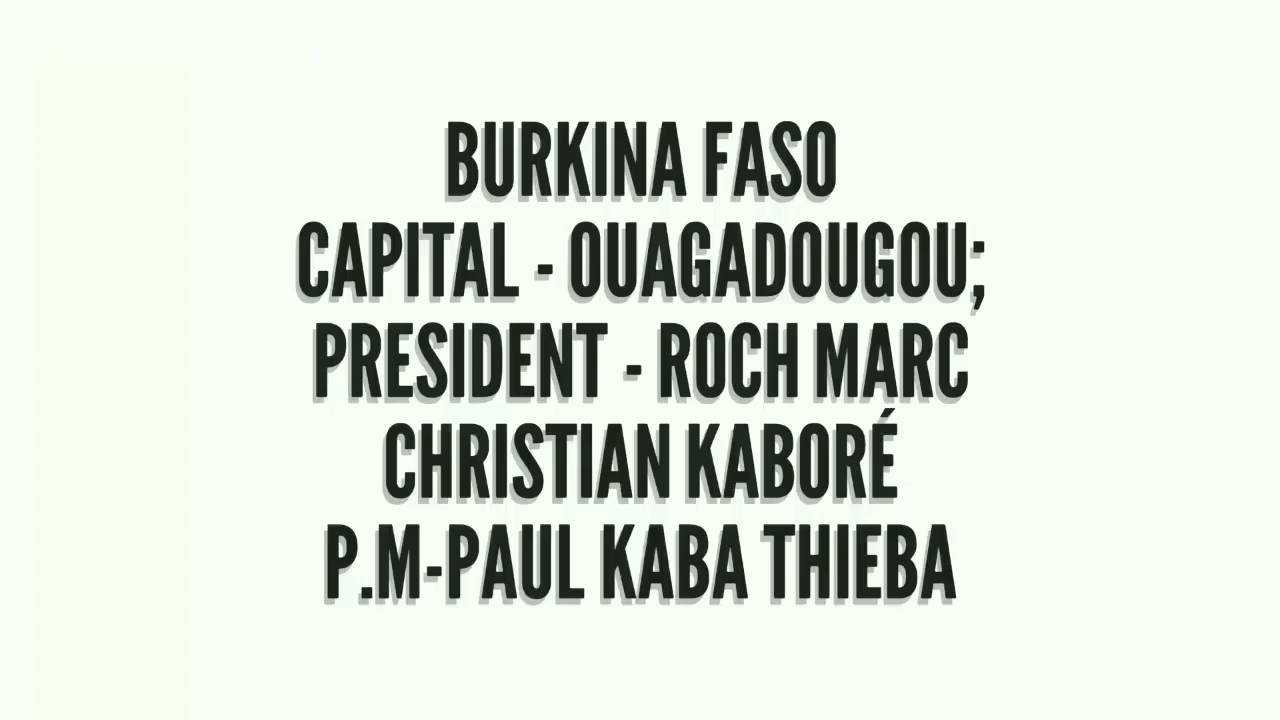 BURKINA FASO
CAPITAL - OUAGADOUGOU;
PRESIDENT - ROCH MARC
CHRISTIAN KABORÉ
P.M-PAUL KABA THIEBA